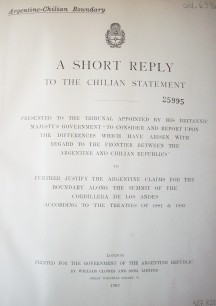 Argentine-Chilian Boundary
A SHORT REPLY
TO THE CHILIAN STATEMENT
25995
PRESENTED TO THE TRIBUNAL APPOINTED BY HIS BRITANNIC
MAJESTY'S GOVERNMENT "TO CONSIDER AND REPORT UPON
THE DIFFERENCES WHICH HAVE ARISEN WITH
REGARD TO THE FRONTIER BETWEEN THE
ARGENTINE AND CHILIAN REPUBLICS"
TO
FURTHER JUSTIFY THE ARGENTINE CLAIMS FOR THE
BOUNDARY ALONG THE SUMMIT OF THE
CORDILLERA DE LOS ANDES
ACCORDING TO THE TREATIES OF 1881 & 1893
LONDON
PRINTED FOR THE GOVERNMENT OF THE ARGENTINE REPUBLIC
BY WILLIAM CLOWES AND SONS, LIMITED